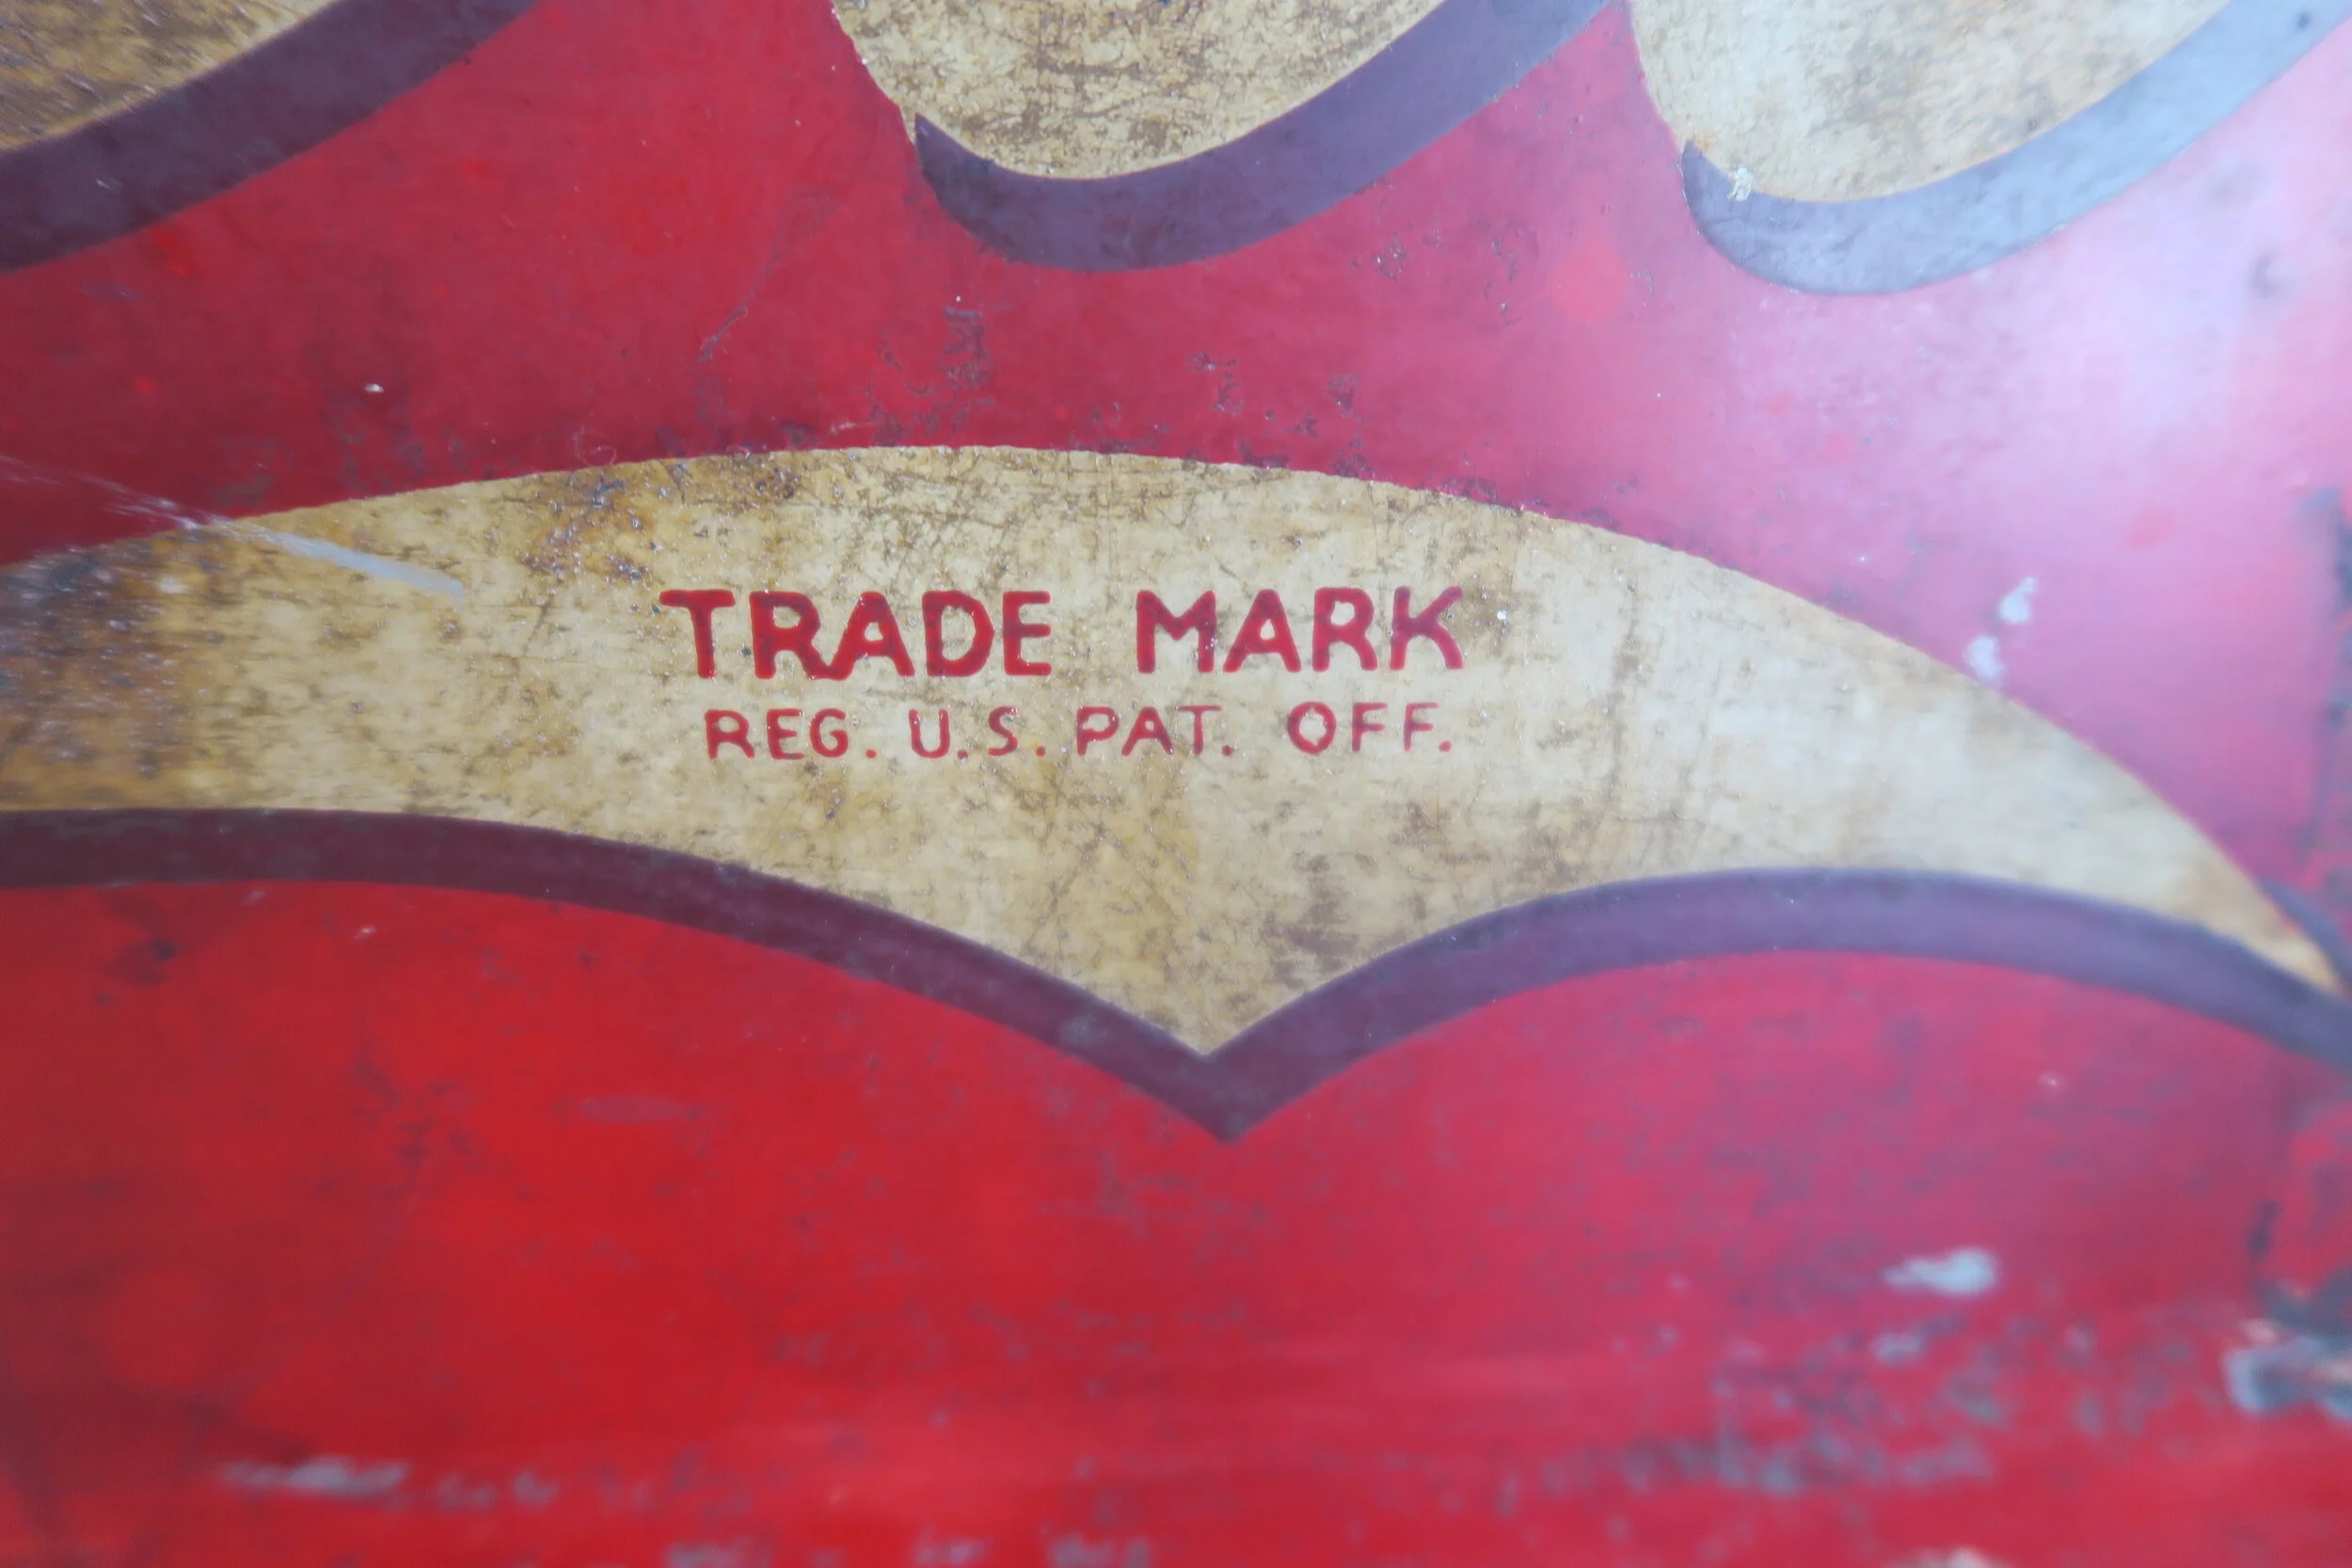 TRADE MARK
REG. U.S. PAT. OFF.